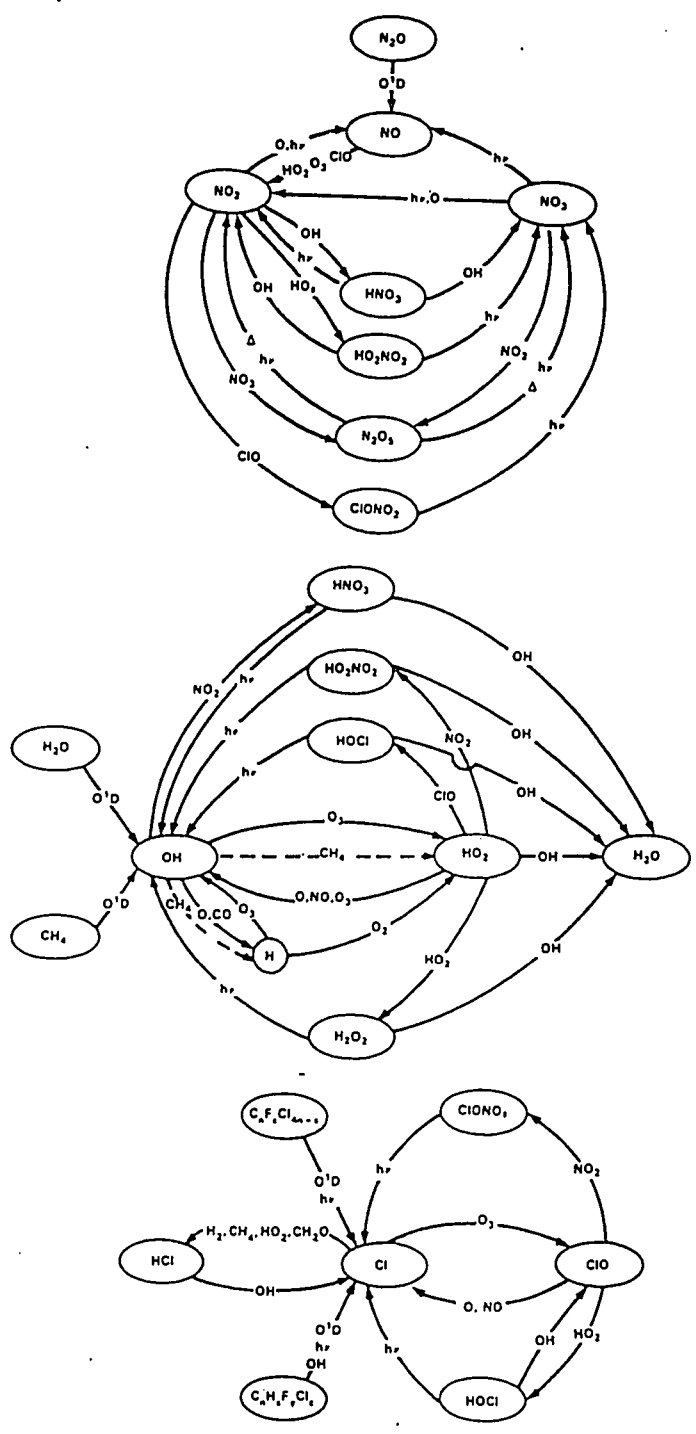 N₂O
O¹D
NO
O,hν
HO₂ O₃ ClO
hν
NO₂
hν,O
NO₃
OH
hν
HNO₃
OH
OH
HO₂
HO₂NO₂
hν
Δ
hν
NO₃
N₂O₅
NO₂
hν
Δ
ClO
hν
ClONO₂
HNO₃
NO₂
hν
OH
HO₂NO₂
hν
NO₂
OH
H₂O
HOCl
hν
ClO
OH
O¹D
O₃
OH
CH₄
HO₂
OH
H₂O
O,NO,O₃
CH₄
O¹D
CH₄
O,CO
O₃
H
O₂
HO₂
OH
hν
H₂O₂
ClONO₂
O¹D
hν
hν
NO₂
H₂,CH₄,HO₂,CH₂O
O₃
HCl
Cl
ClO
OH
O, NO
O¹D
hν
OH
hν
OH
HO₂
HOCl